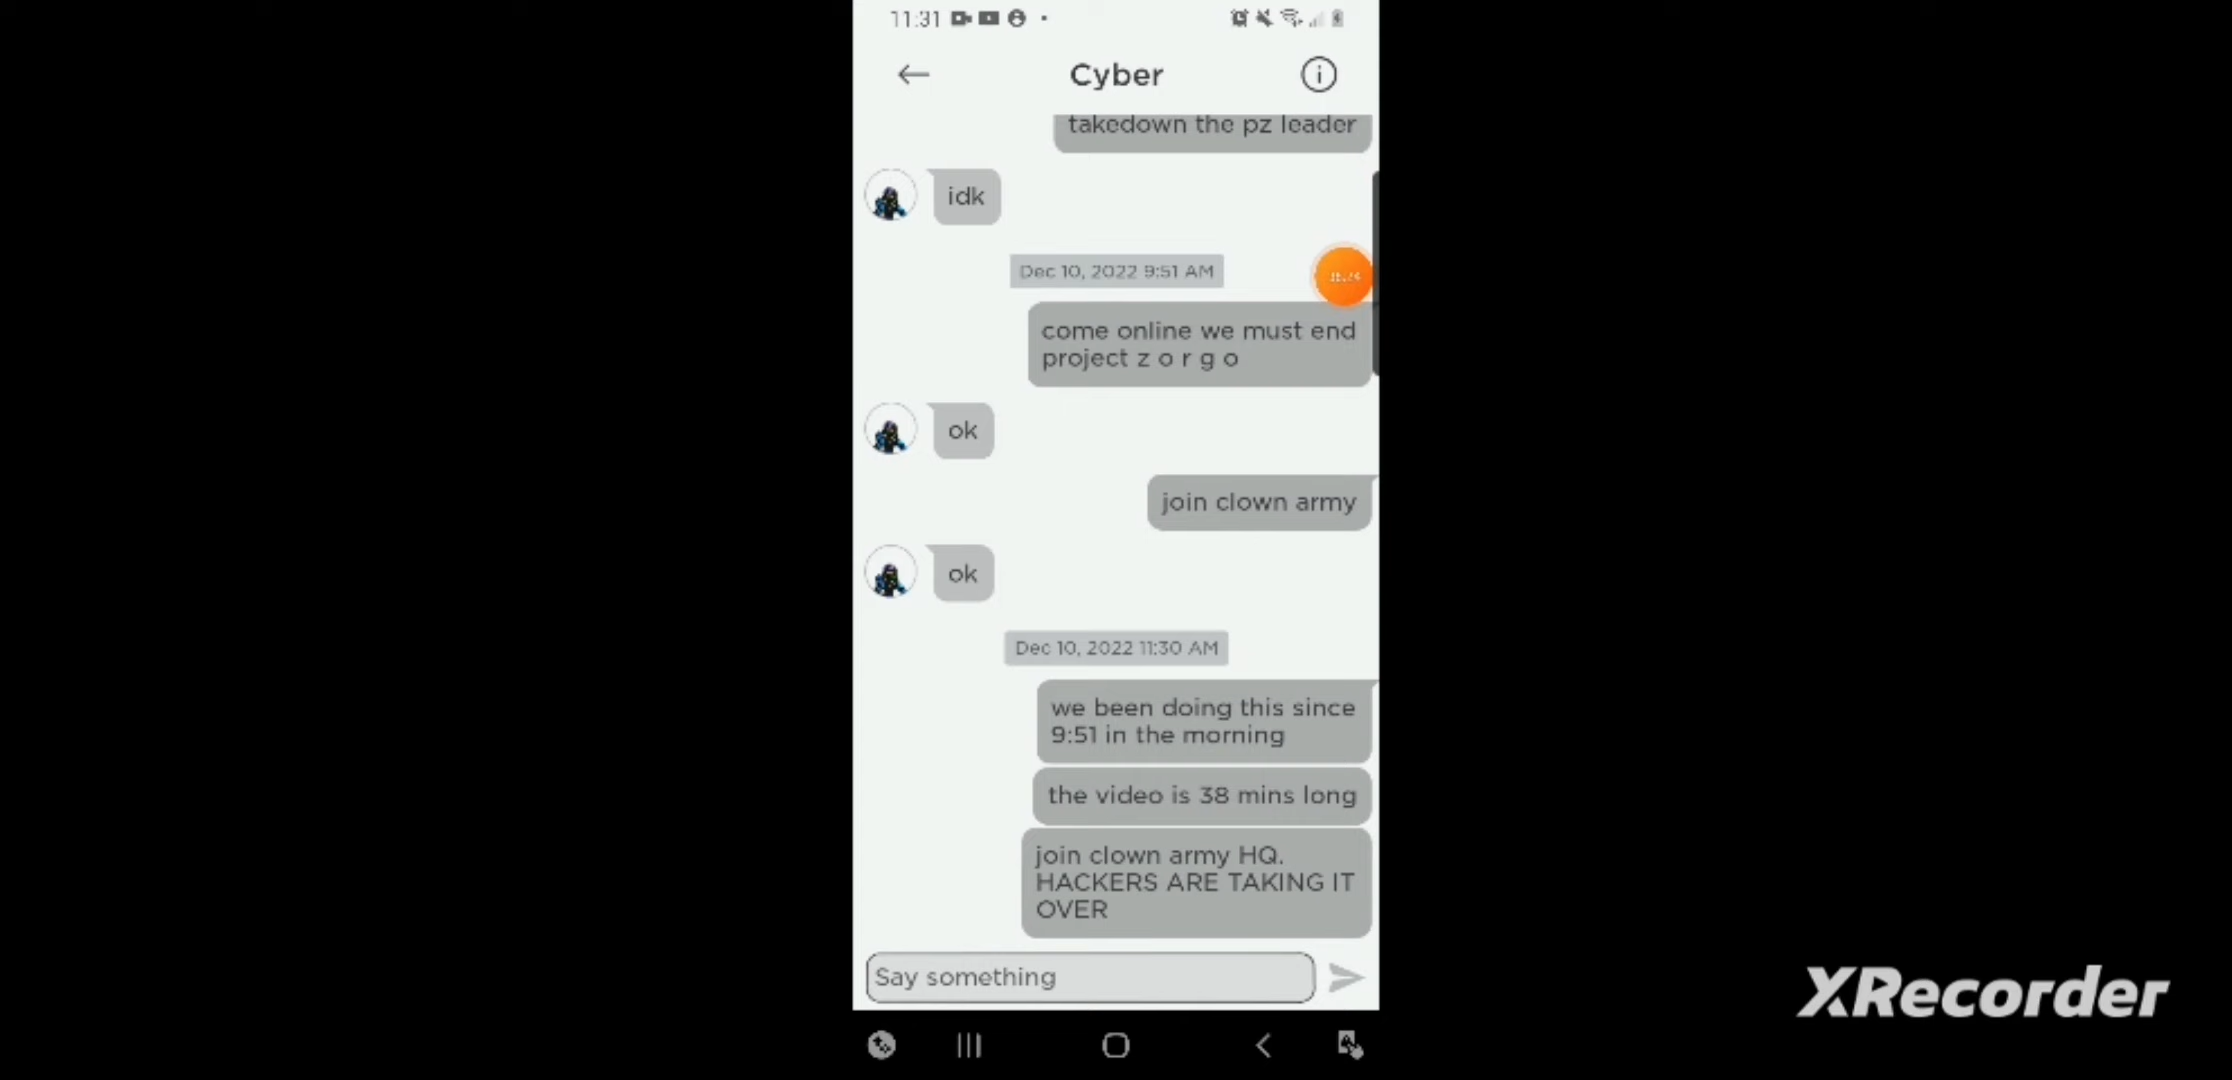 11:31
Cyber
takedown the pz leader
idk
Dec 10, 2022 9:51 AM
come online we must end
project z o r g o
ok
join clown army
ok
Dec 10, 2022 11:30 AM
we been doing this since
9:51 in the morning
the video is 38 mins long
join clown army HQ.
HACKERS ARE TAKING IT
OVER
Say something
XRecorder